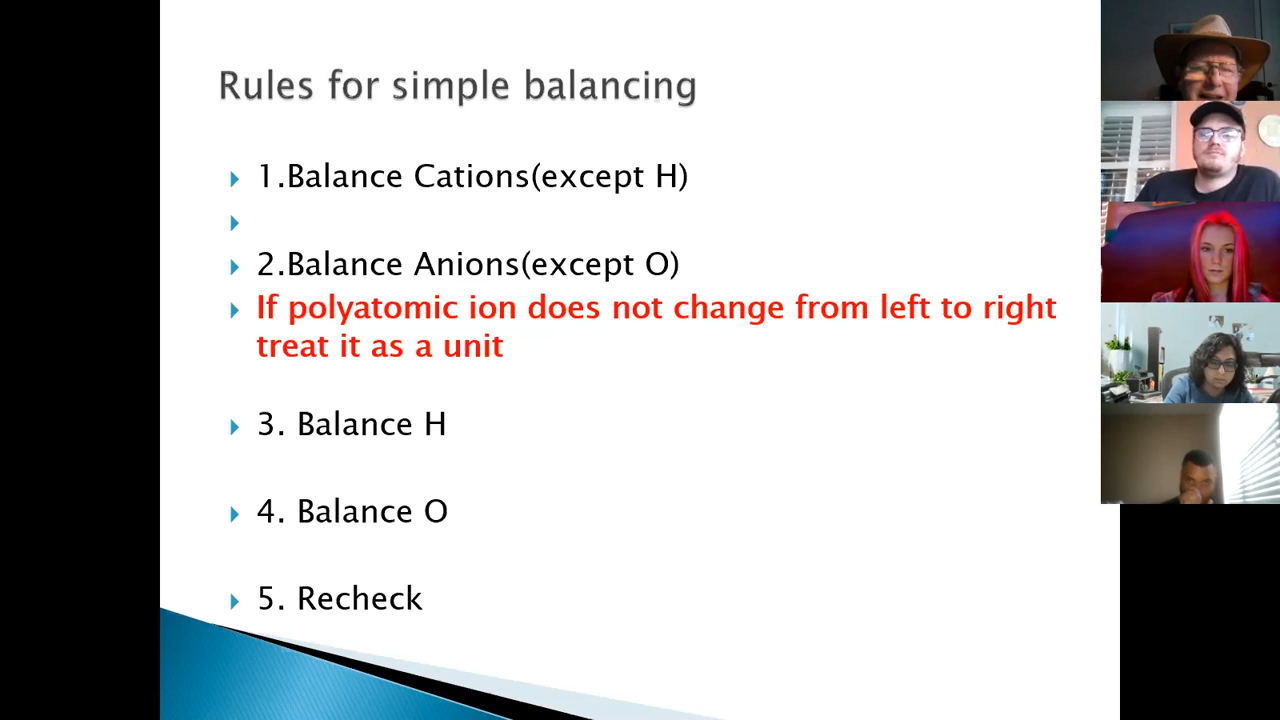 Rules for simple balancing
1.Balance Cations(except H)
2.Balance Anions(except O)
If polyatomic ion does not change from left to right
treat it as a unit
3. Balance H
4. Balance O
5. Recheck